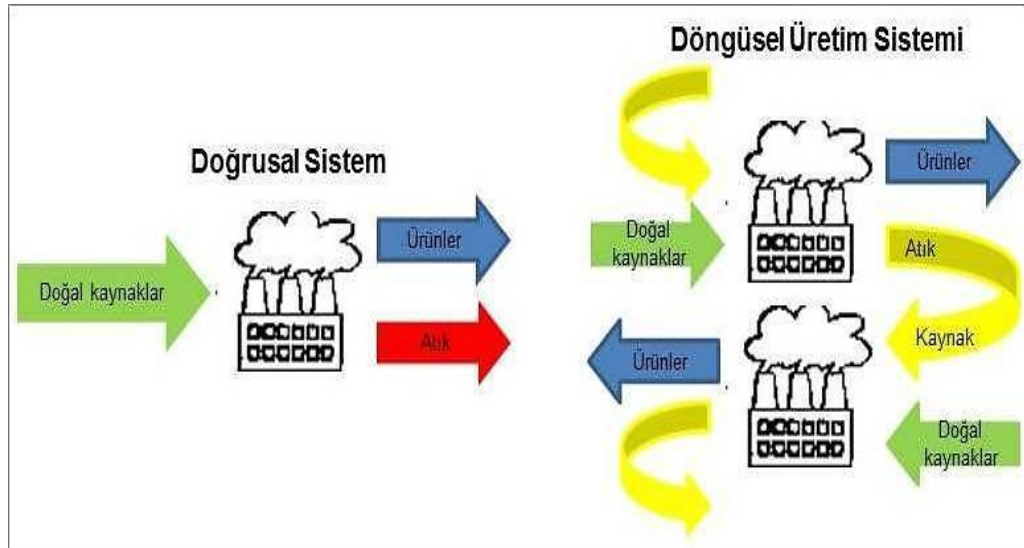 Döngüsel Üretim Sistemi
Doğrusal Sistem
Doğal kaynaklar
Ürünler
Atık
Ürünler
Doğal
kaynaklar
Atık
Kaynak
Ürünler
Doğal
kaynaklar